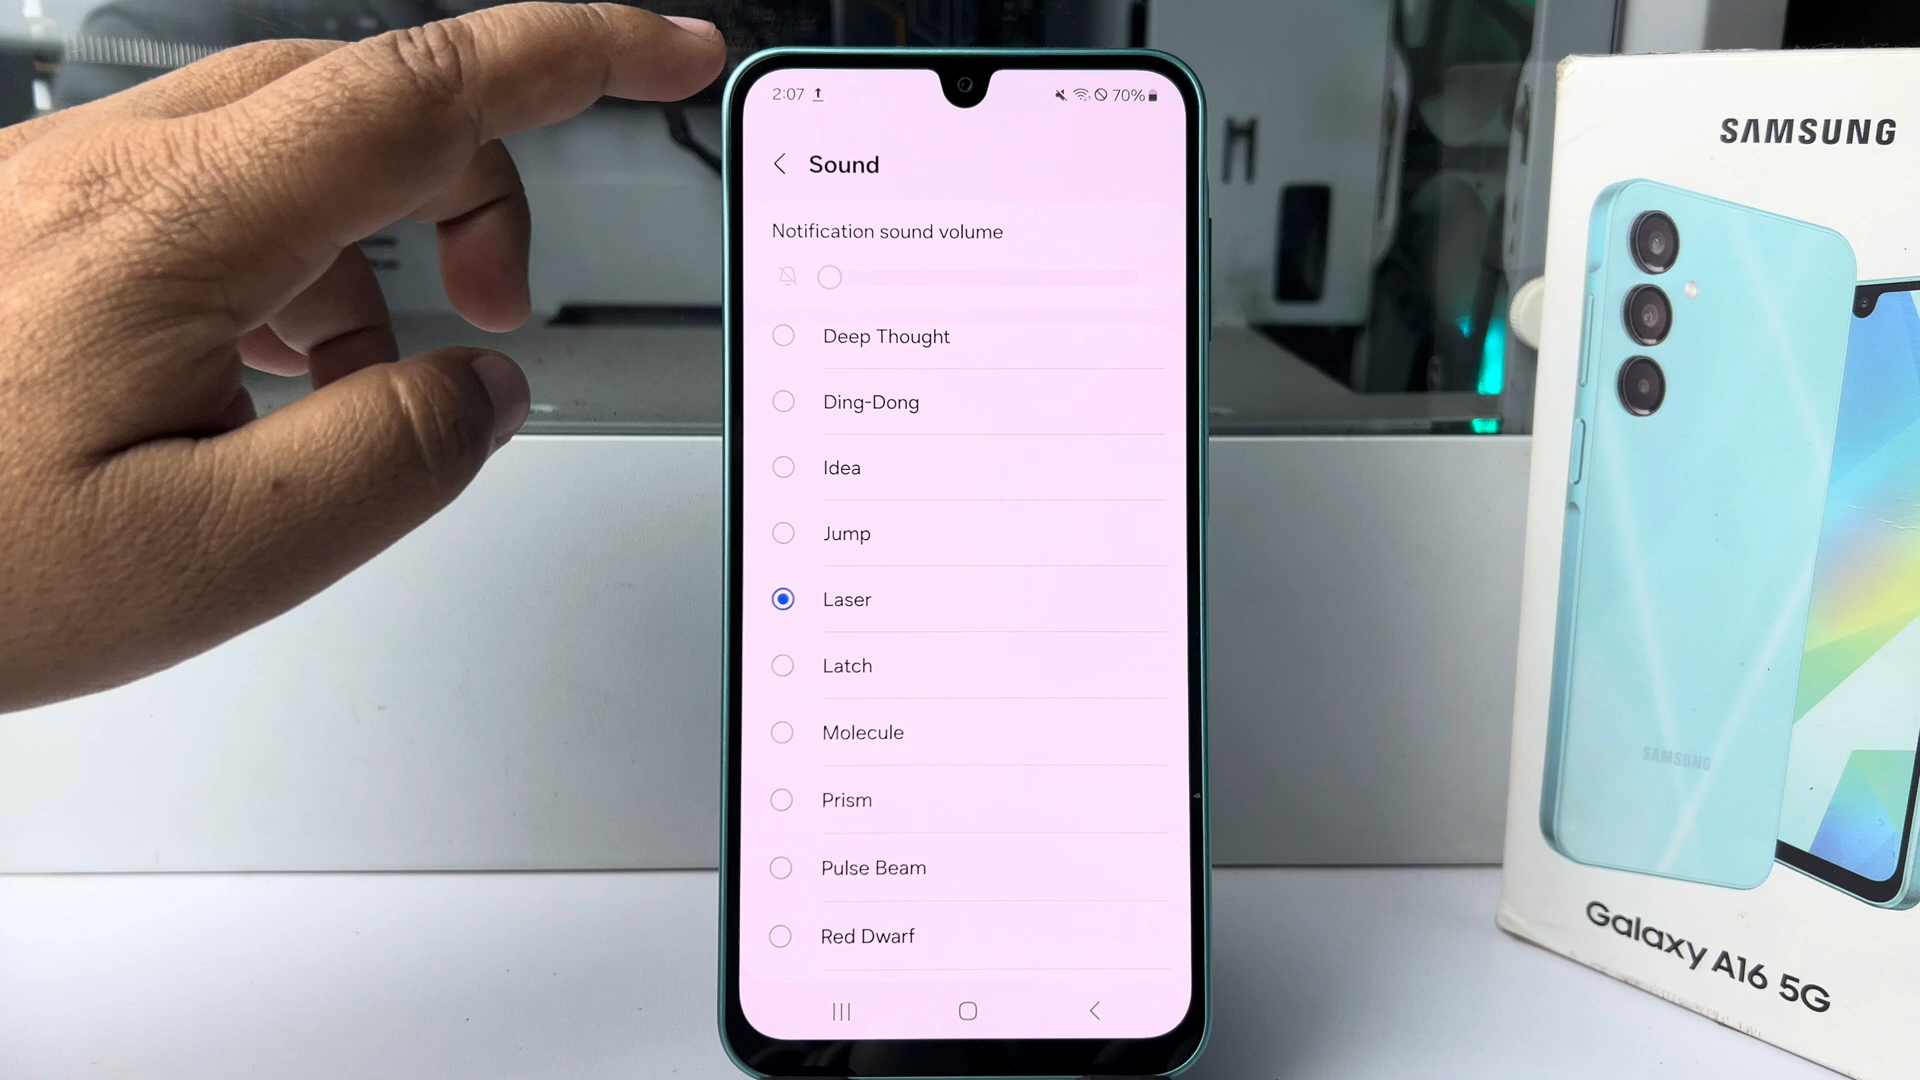 2:07
70%
Sound
Notification sound volume
Deep Thought
Ding-Dong
Idea
Jump
Laser
Latch
Molecule
Prism
Pulse Beam
Red Dwarf
SAMSUNG
SAMSUNG
Galaxy A16 5G